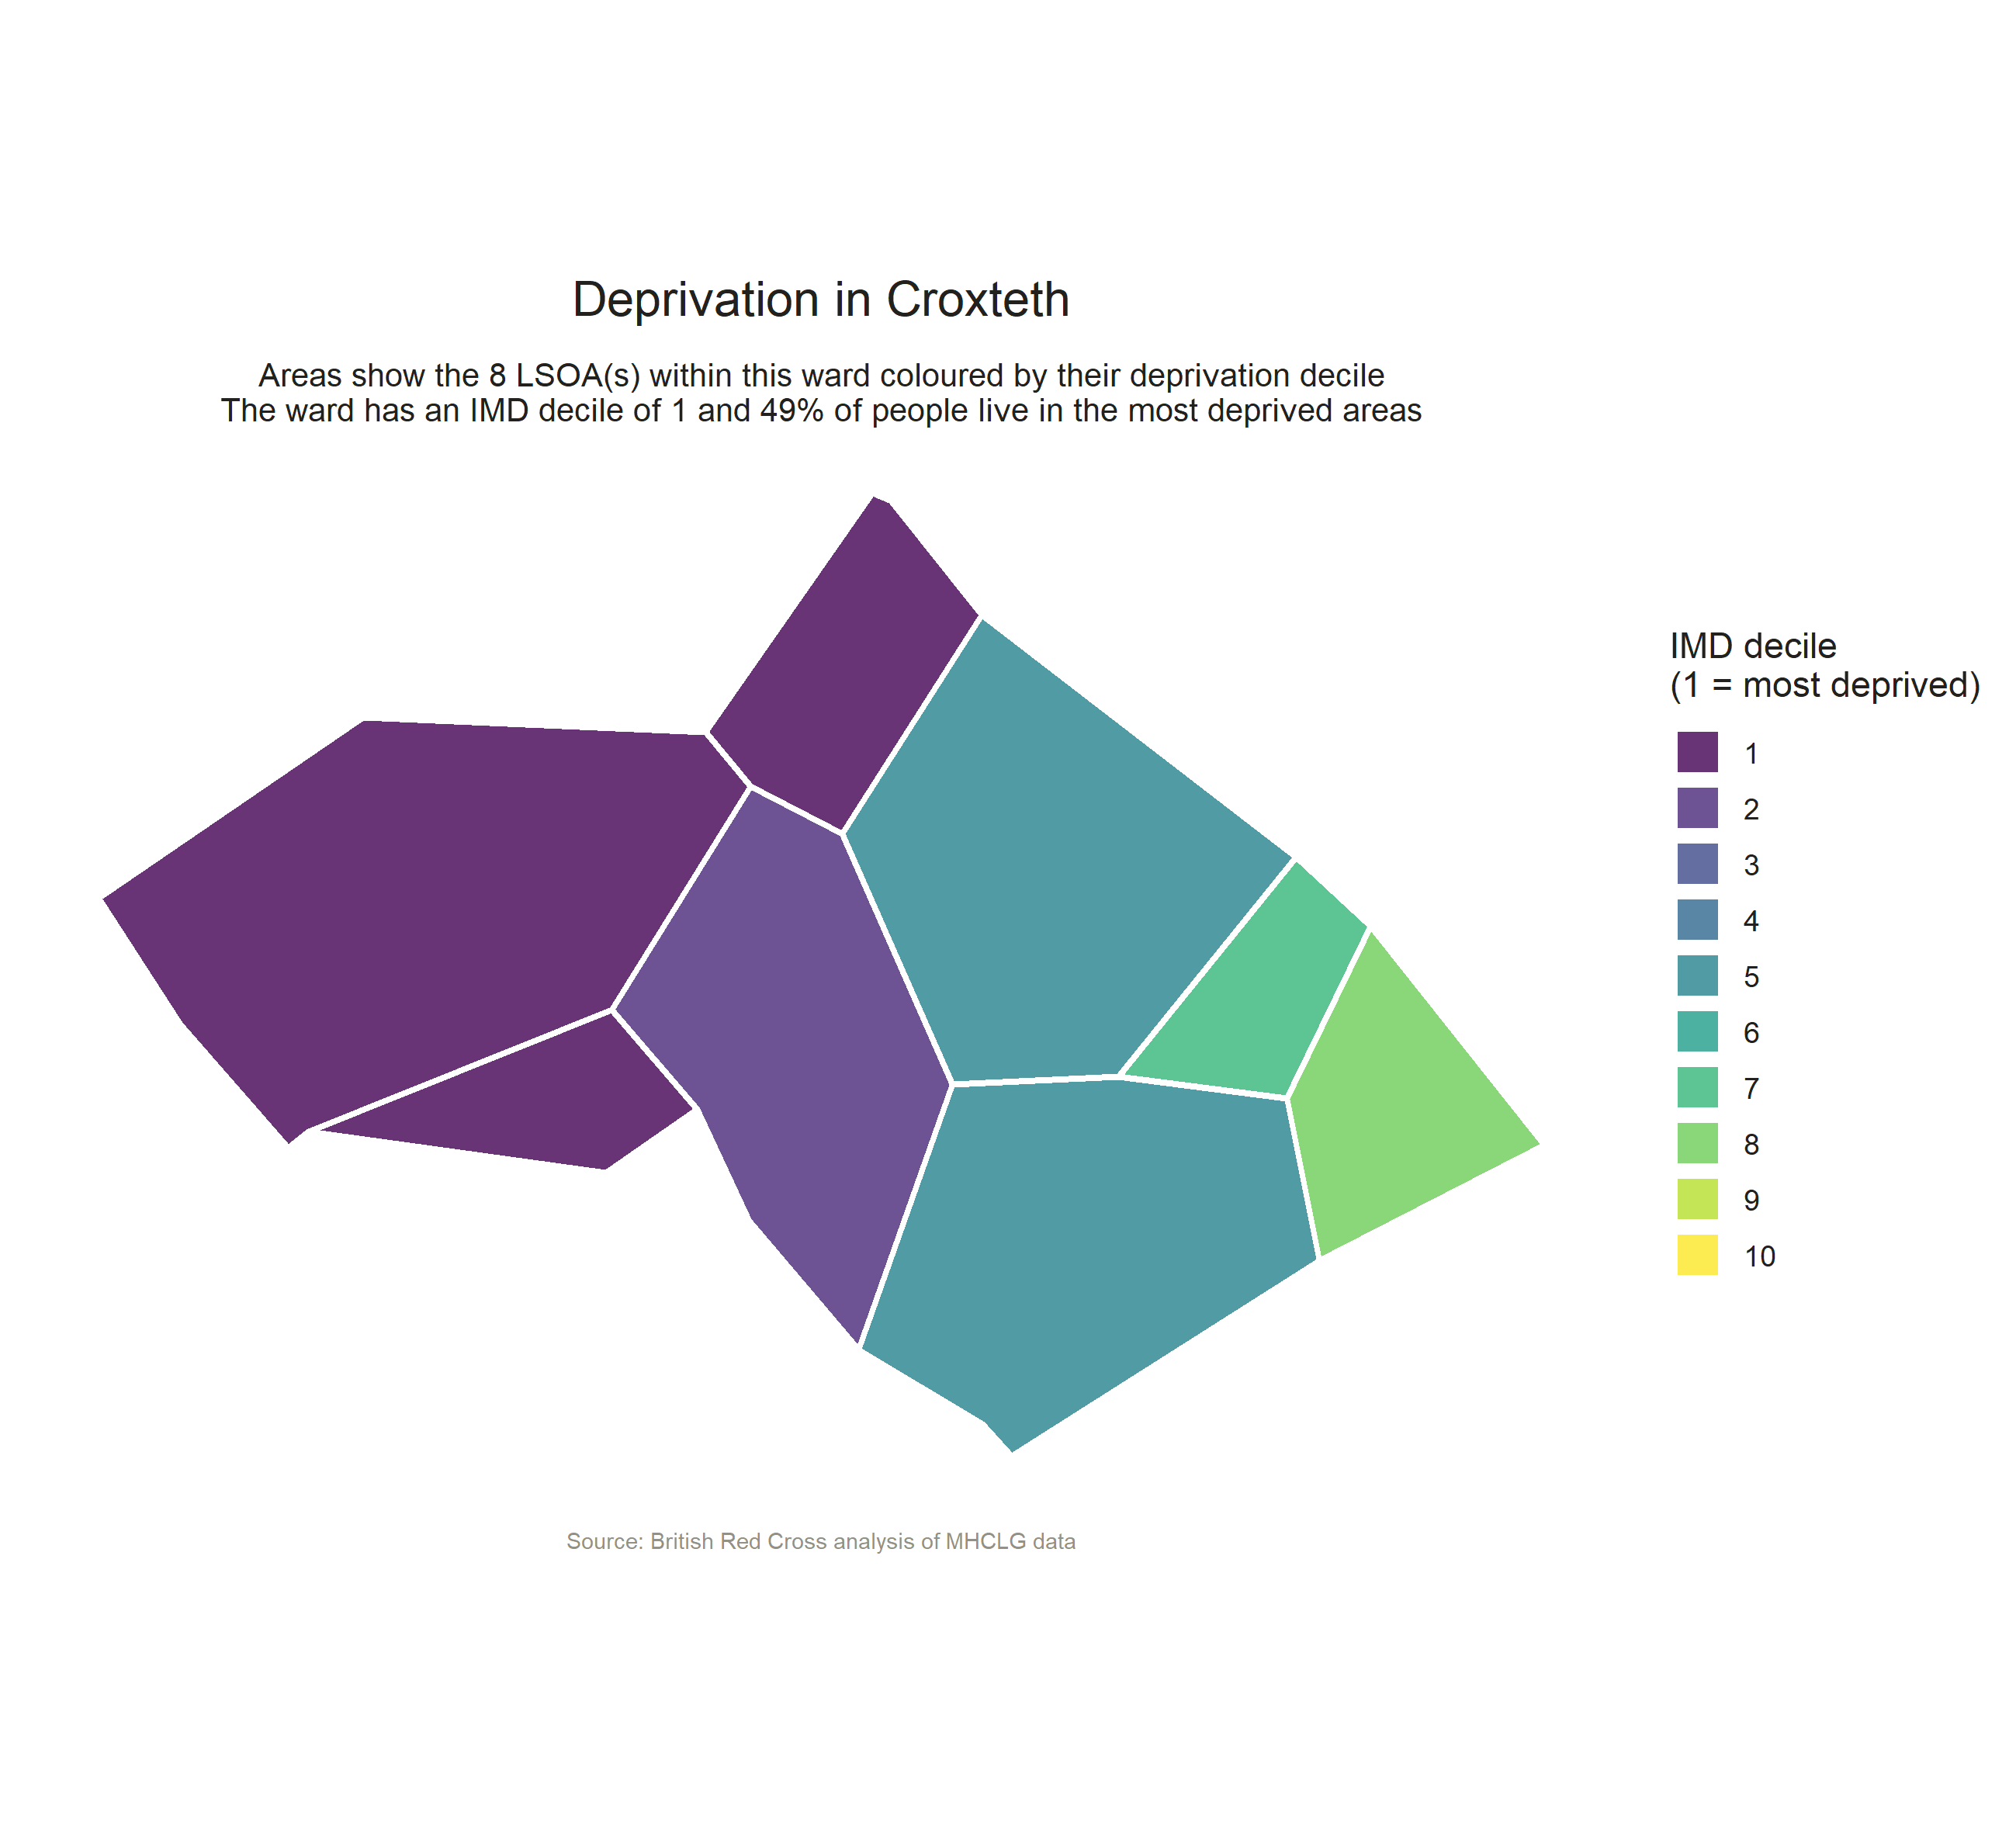 Deprivation in Croxteth
Areas show the 8 LSOA(s) within this ward coloured by their deprivation decile
The ward has an IMD decile of 1 and 49% of people live in the most deprived areas
IMD decile
(1 = most deprived)
1
2
3
4
5
6
7
8
9
10
Source: British Red Cross analysis of MHCLG data